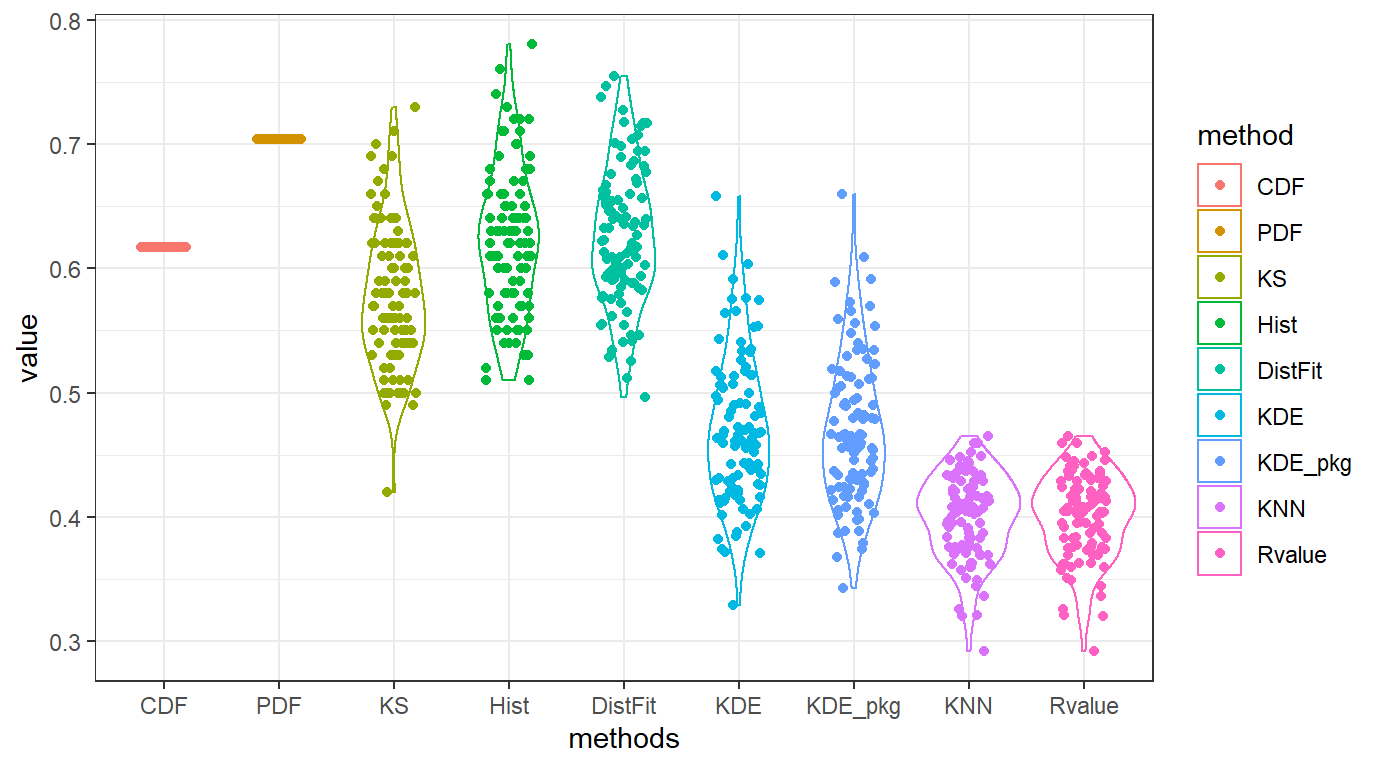 0.8
0.7
0.6
0.5
0.4
0.3
value
CDF PDF KS Hist DistFit KDE KDE_pkg KNN Rvalue
methods
method
CDF
PDF
KS
Hist
DistFit
KDE
KDE_pkg
KNN
Rvalue